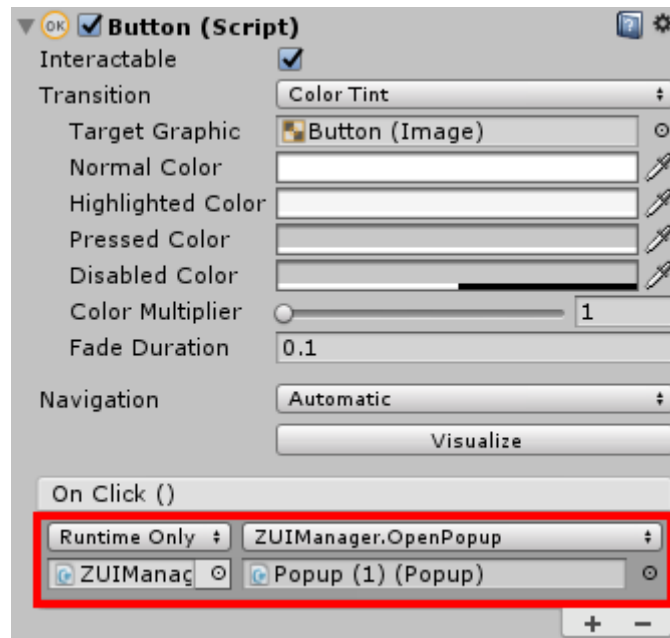 OK Button (Script)
Interactable
Transition Color Tint
Target Graphic Button (Image)
Normal Color
Highlighted Color
Pressed Color
Disabled Color
Color Multiplier 1
Fade Duration 0.1
Navigation Automatic
Visualize
On Click ()
Runtime Only ZUIManager.OpenPopup
ZUIManag Popup (1) (Popup)
+ −